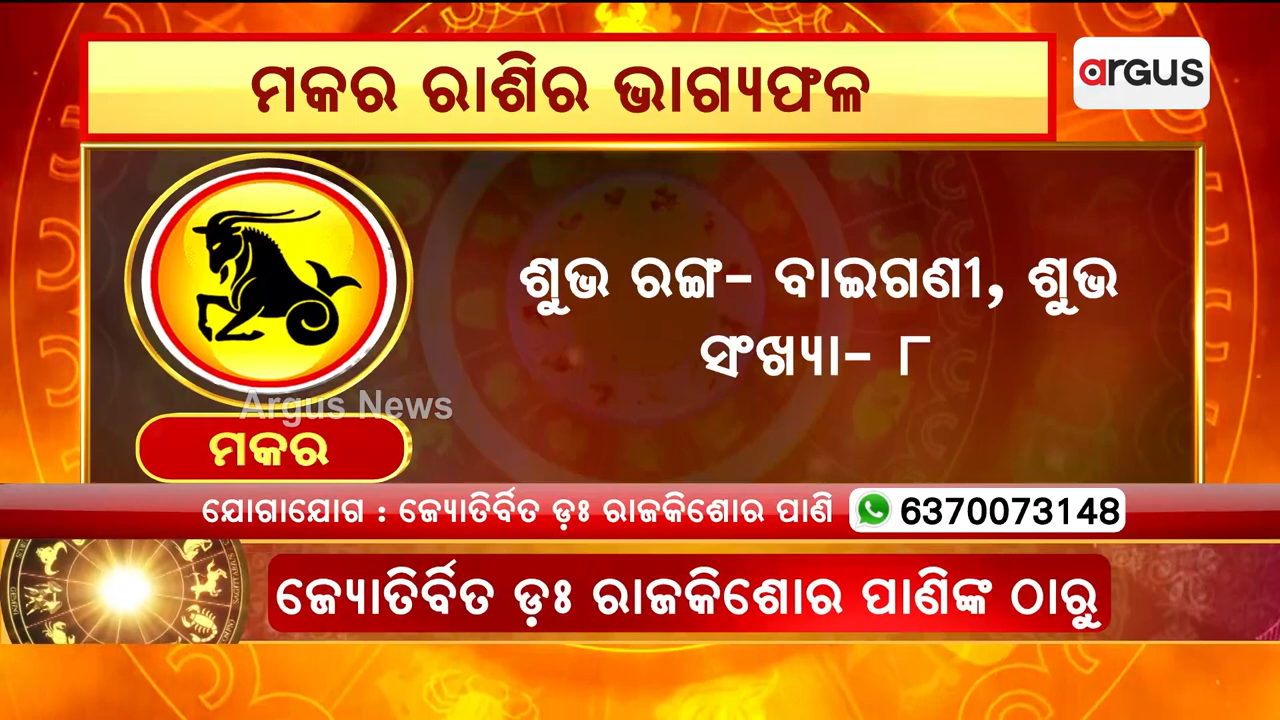 ମକର ରାଶିର ଭାଗ୍ୟଫଳ
argus
ଶୁଭ ରଙ୍ଗ- ବାଇଗଣୀ, ଶୁଭ
ସଂଖ୍ୟା- ୮
Argus News
ମକର
ଯୋଗାଯୋଗ : ଜ୍ୟୋତିର୍ବିତ ଡ଼ଃ ରାଜକିଶୋର ପାଣି 6370073148
ଜ୍ୟୋତିର୍ବିତ ଡ଼ଃ ରାଜକିଶୋର ପାଣିଙ୍କ ଠାରୁ